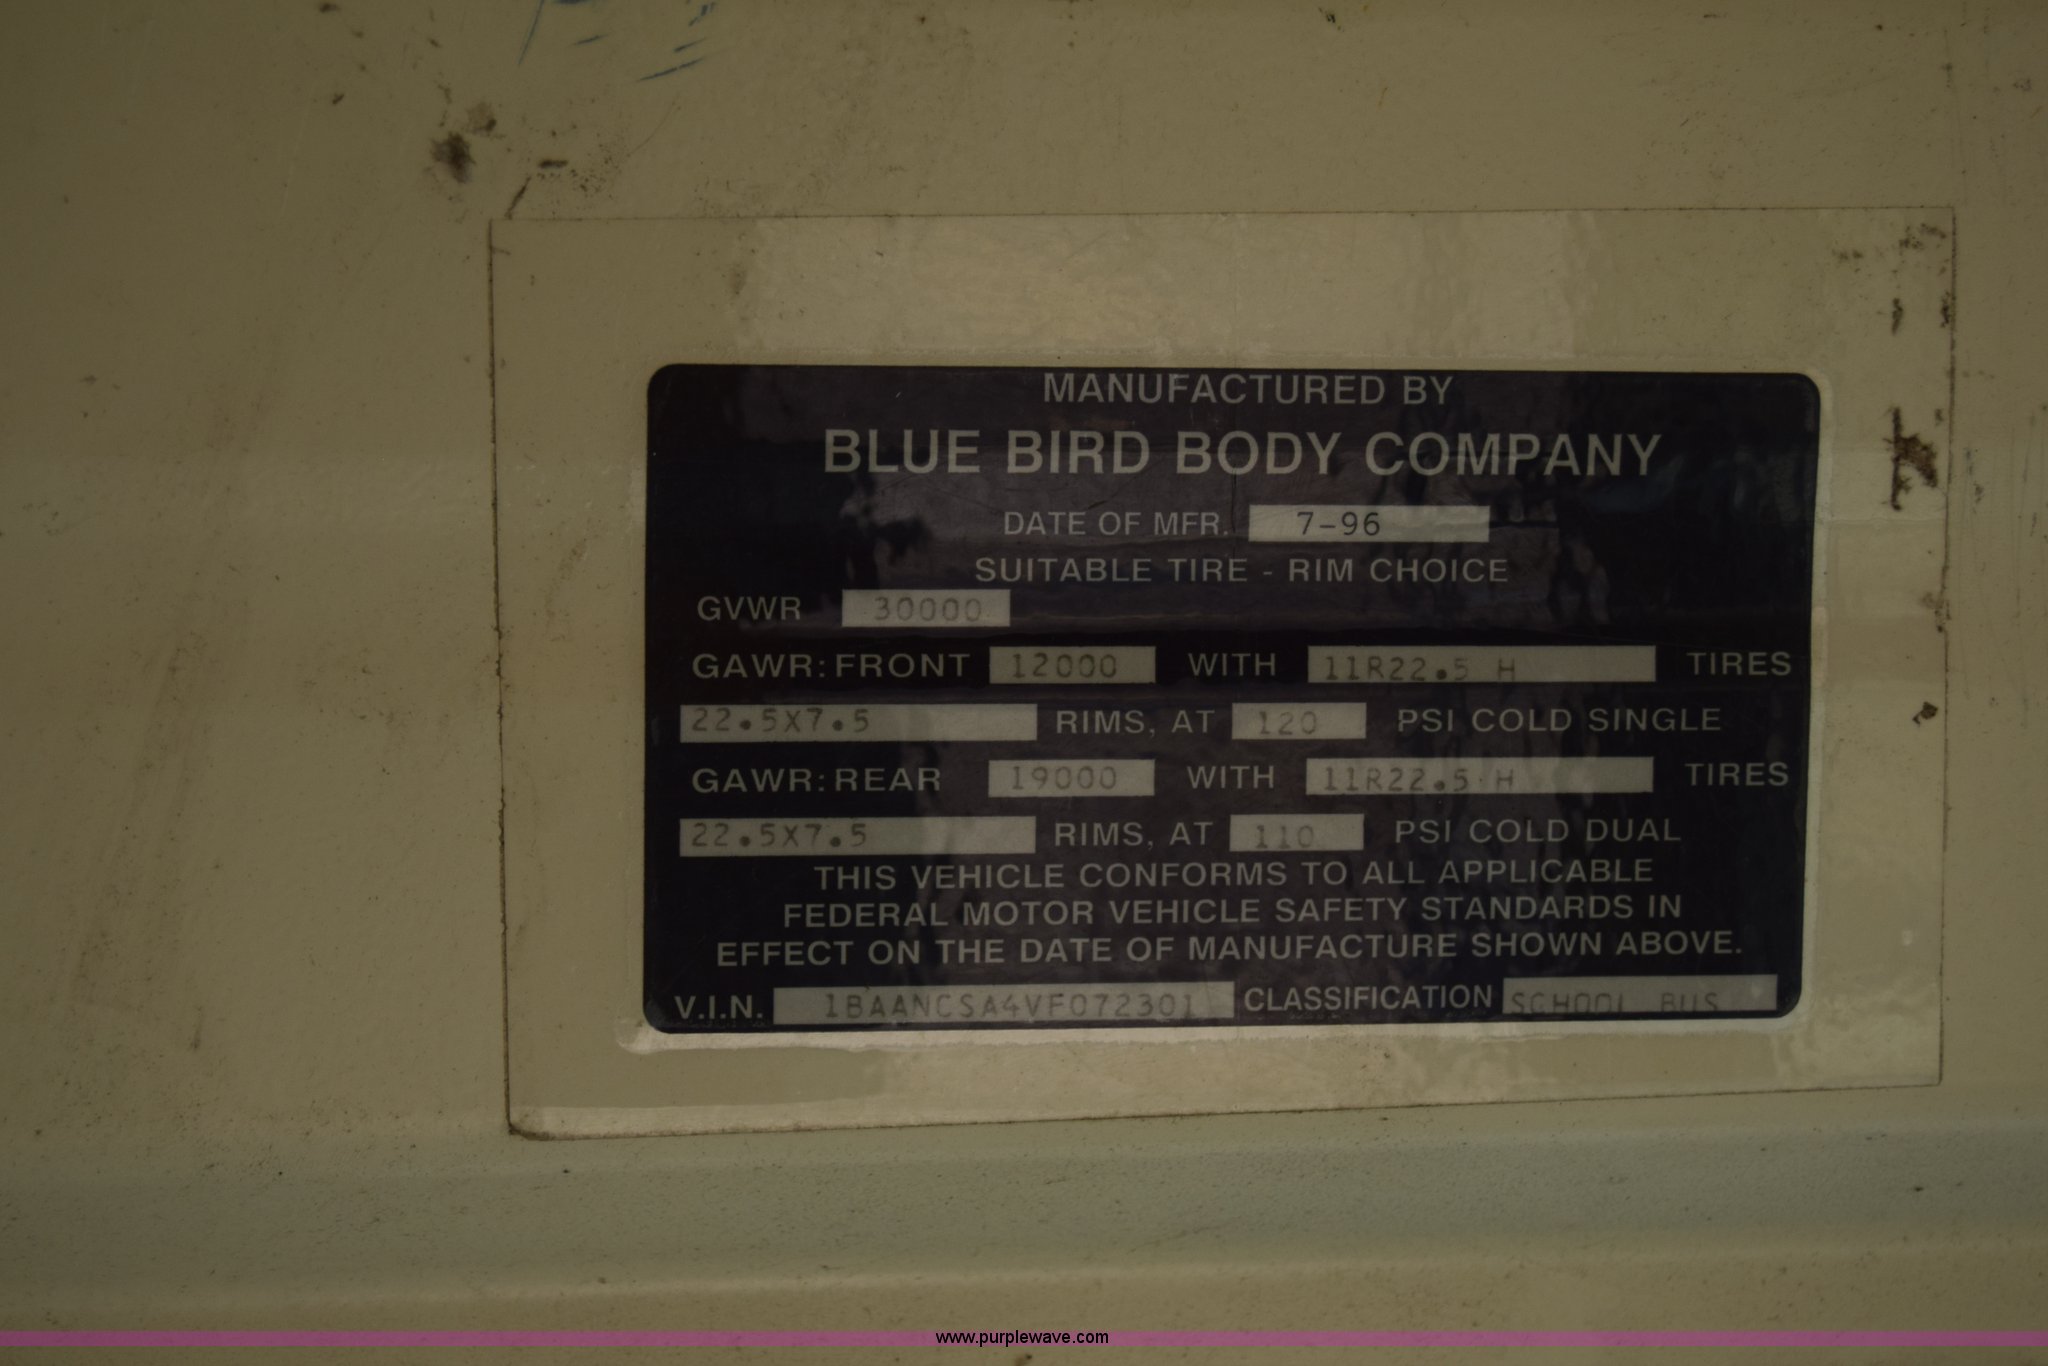 MANUFACTURED BY
BLUE BIRD BODY COMPANY
DATE OF MFR. 7-96
SUITABLE TIRE - RIM CHOICE
GVWR 30000
GAWR: FRONT 12000 WITH 11R22.5 H TIRES
22.5X7.5 RIMS, AT 120 PSI COLD SINGLE
GAWR: REAR 19000 WITH 11R22.5 H TIRES
22.5X7.5 RIMS, AT 110 PSI COLD DUAL
THIS VEHICLE CONFORMS TO ALL APPLICABLE
FEDERAL MOTOR VEHICLE SAFETY STANDARDS IN
EFFECT ON THE DATE OF MANUFACTURE SHOWN ABOVE.
V.I.N. 1BAANCSA4VF072301 CLASSIFICATION SCHOOL BUS
www.purplewave.com